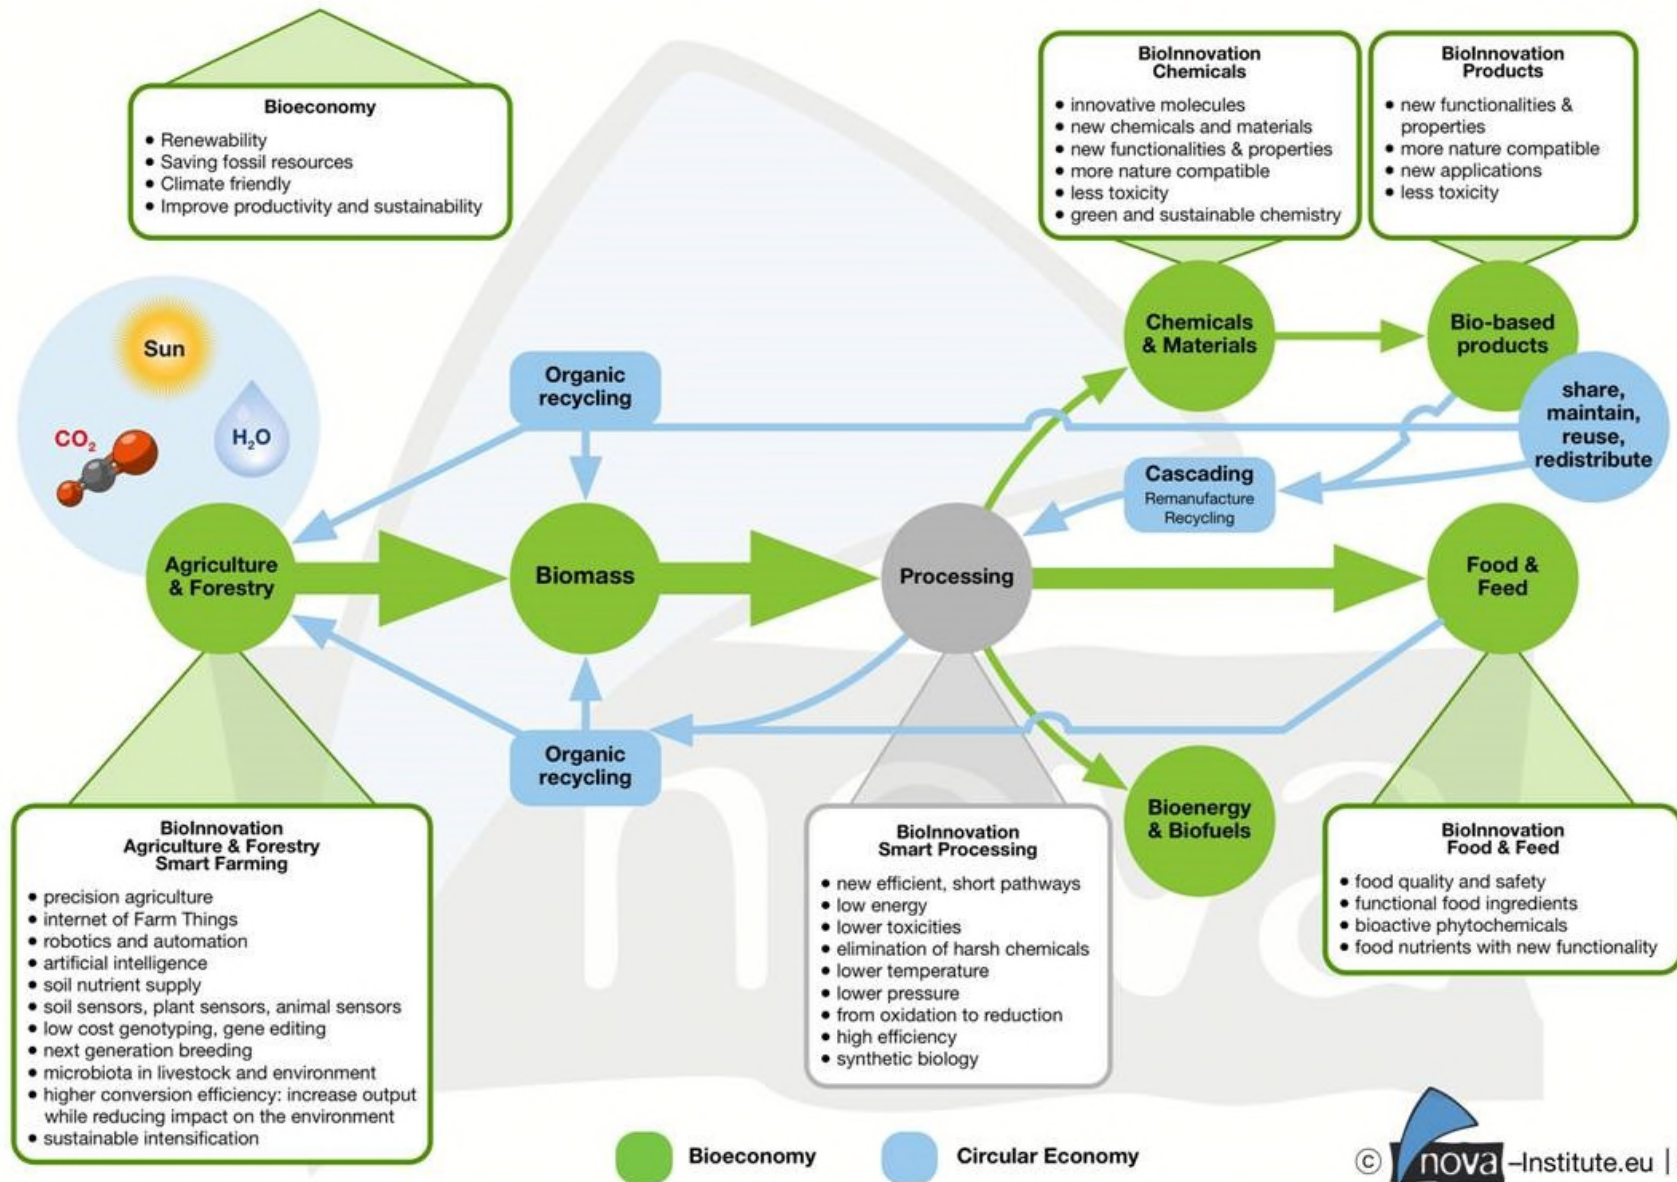 Bioeconomy
• Renewability
• Saving fossil resources
• Climate friendly
• Improve productivity and sustainability
BioInnovation
Chemicals
• innovative molecules
• new chemicals and materials
• new functionalities & properties
• more nature compatible
• less toxicity
• green and sustainable chemistry
BioInnovation
Products
• new functionalities &
properties
• more nature compatible
• new applications
• less toxicity
Sun
CO2
H2O
Organic
recycling
Chemicals
& Materials
Bio-based
products
share,
maintain,
reuse,
redistribute
Cascading
Remanufacture
Recycling
Agriculture
& Forestry
Biomass
Processing
Food &
Feed
Organic
recycling
Bioenergy
& Biofuels
BioInnovation
Agriculture & Forestry
Smart Farming
• precision agriculture
• internet of Farm Things
• robotics and automation
• artificial intelligence
• soil nutrient supply
• soil sensors, plant sensors, animal sensors
• low cost genotyping, gene editing
• next generation breeding
• microbiota in livestock and environment
• higher conversion efficiency: increase output
while reducing impact on the environment
• sustainable intensification
BioInnovation
Smart Processing
• new efficient, short pathways
• low energy
• lower toxicities
• elimination of harsh chemicals
• lower temperature
• lower pressure
• from oxidation to reduction
• high efficiency
• synthetic biology
BioInnovation
Food & Feed
• food quality and safety
• functional food ingredients
• bioactive phytochemicals
• food nutrients with new functionality
nova
Bioeconomy
Circular Economy
© nova-Institute.eu |